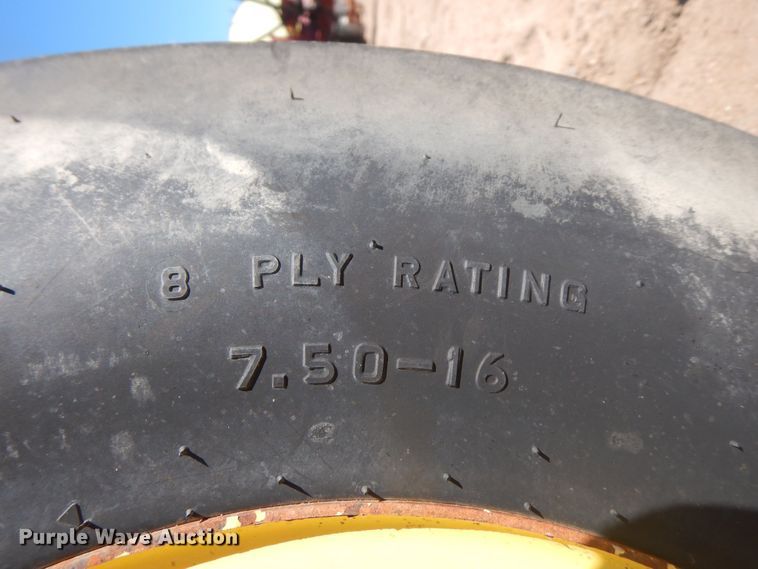 8 PLY RATING
7.50-16
Purple Wave Auction